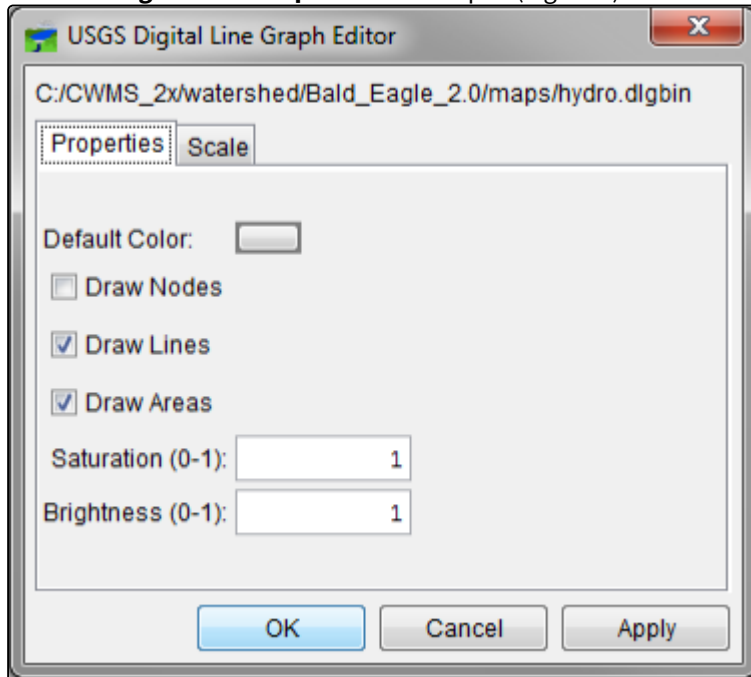 USGS Digital Line Graph Editor
C:/CWMS_2x/watershed/Bald_Eagle_2.0/maps/hydro.dlgbin
Properties Scale
Default Color:
Draw Nodes
Draw Lines
Draw Areas
Saturation (0-1): 1
Brightness (0-1): 1
OK Cancel Apply